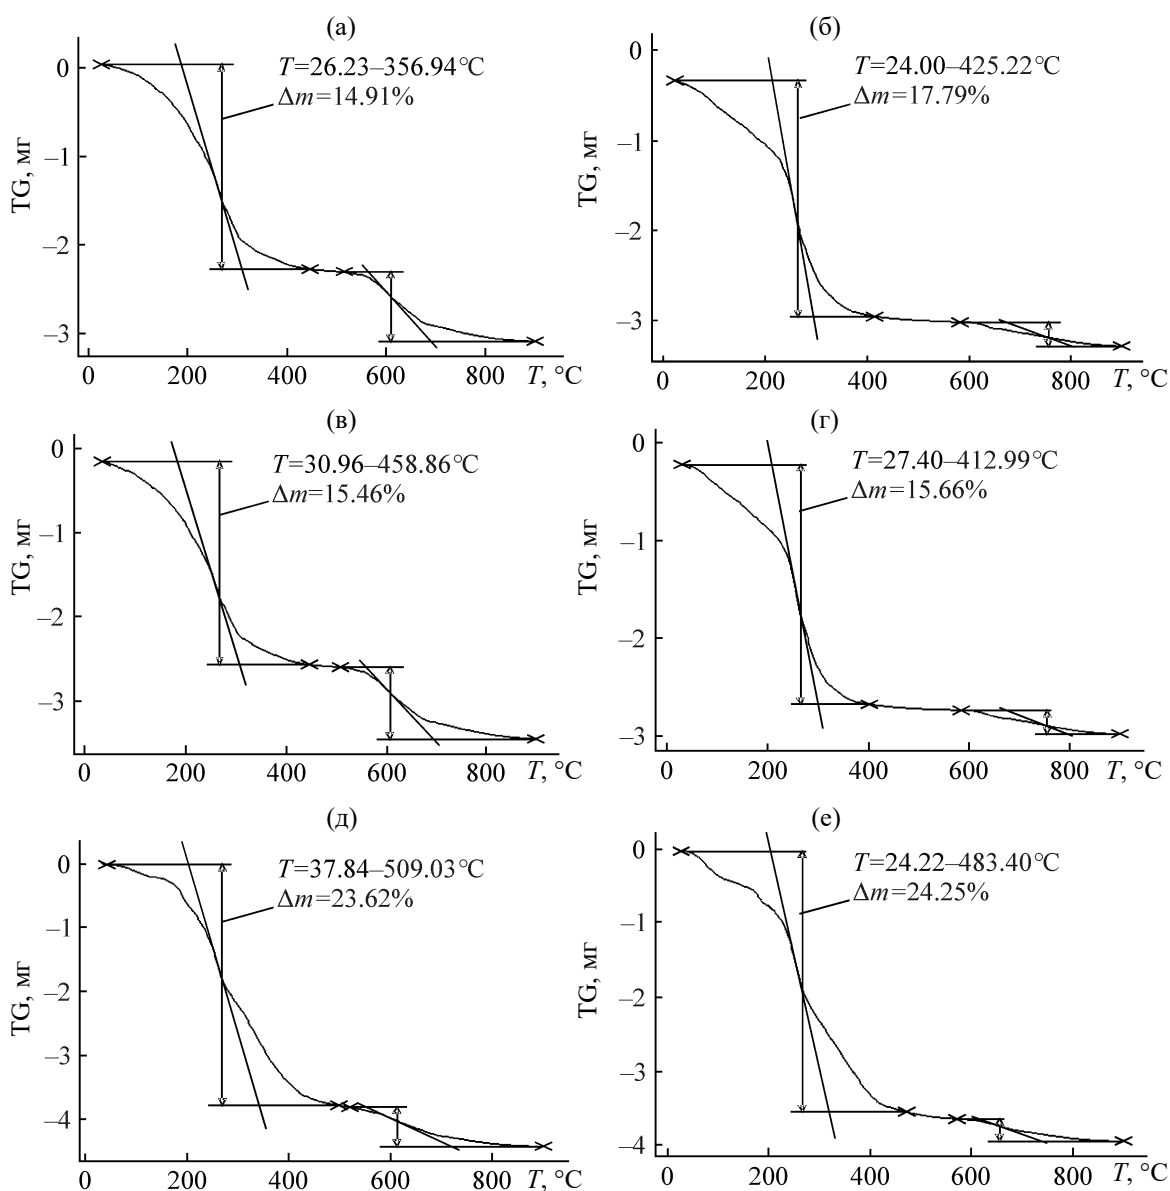 (а)
TG, мг
0
–1
–2
–3
T=26.23–356.94°C
Δm=14.91%
0 200 400 600 800 T, °C
(б)
TG, мг
0
–1
–2
–3
T=24.00–425.22°C
Δm=17.79%
0 200 400 600 800 T, °C
(в)
TG, мг
0
–1
–2
–3
T=30.96–458.86°C
Δm=15.46%
0 200 400 600 800 T, °C
(г)
TG, мг
0
–1
–2
–3
T=27.40–412.99°C
Δm=15.66%
0 200 400 600 800 T, °C
(д)
TG, мг
0
–1
–2
–3
–4
T=37.84–509.03°C
Δm=23.62%
0 200 400 600 800 T, °C
(е)
TG, мг
0
–1
–2
–3
–4
T=24.22–483.40°C
Δm=24.25%
0 200 400 600 800 T, °C